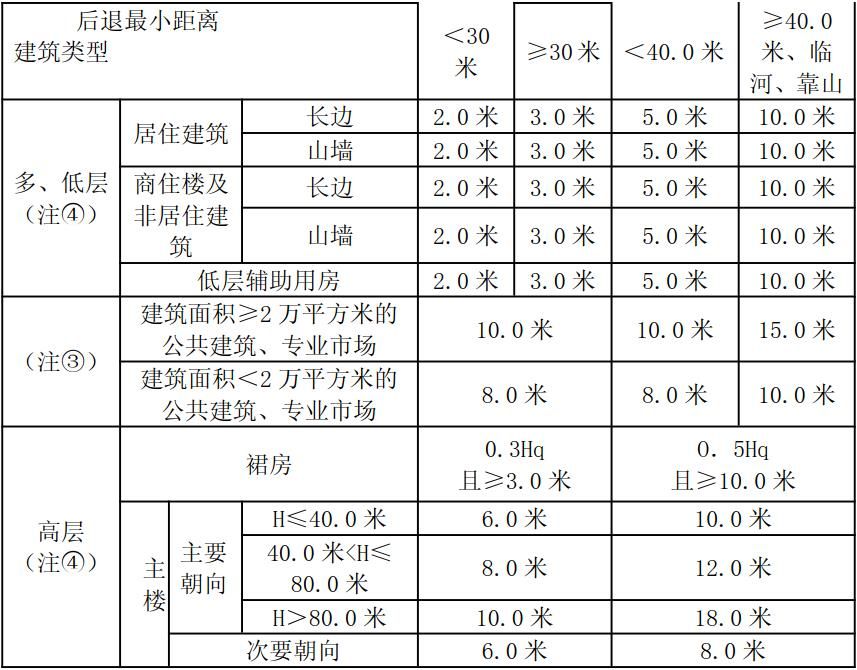 后退最小距离
建筑类型
＜30
米
≥30 米
＜40.0 米
≥40.0
米、临
河、靠山
多、低层
（注④）
居住建筑
长边
2.0 米
3.0 米
5.0 米
10.0 米
山墙
2.0 米
3.0 米
5.0 米
10.0 米
商住楼及
非居住建
筑
长边
2.0 米
3.0 米
5.0 米
10.0 米
山墙
2.0 米
3.0 米
5.0 米
10.0 米
低层辅助用房
2.0 米
3.0 米
5.0 米
10.0 米
（注③）
建筑面积≥2 万平方米的
公共建筑、专业市场
10.0 米
10.0 米
15.0 米
建筑面积＜2 万平方米的
公共建筑、专业市场
8.0 米
8.0 米
10.0 米
高层
（注④）
裙房
0.3Hq
且≥3.0 米
0．5Hq
且≥10.0 米
主
楼
主要
朝向
H≤40.0 米
6.0 米
10.0 米
40.0 米<H≤
80.0 米
8.0 米
12.0 米
H＞80.0 米
10.0 米
18.0 米
次要朝向
6.0 米
8.0 米